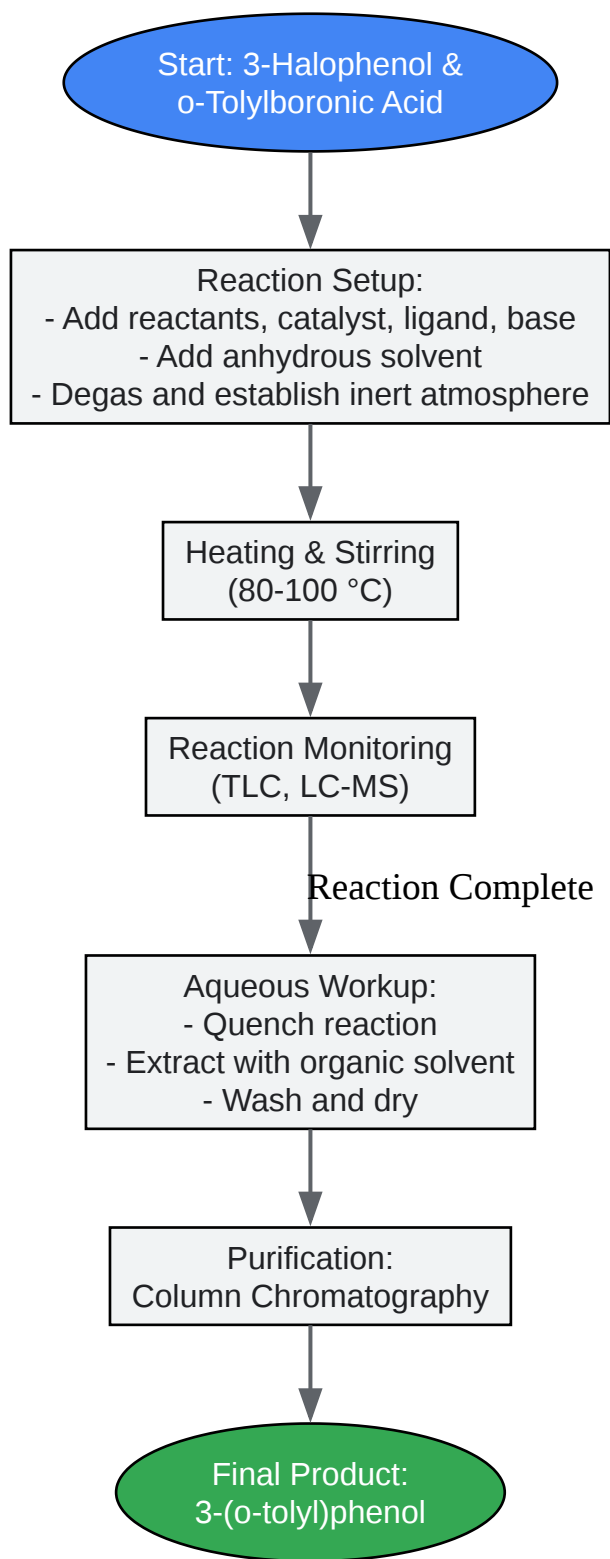 Start: 3-Halophenol &
o-Tolylboronic Acid
Reaction Setup:
- Add reactants, catalyst, ligand, base
- Add anhydrous solvent
- Degas and establish inert atmosphere
Heating & Stirring
(80-100 °C)
Reaction Monitoring
(TLC, LC-MS)
Reaction Complete
Aqueous Workup:
- Quench reaction
- Extract with organic solvent
- Wash and dry
Purification:
Column Chromatography
Final Product:
3-(o-tolyl)phenol